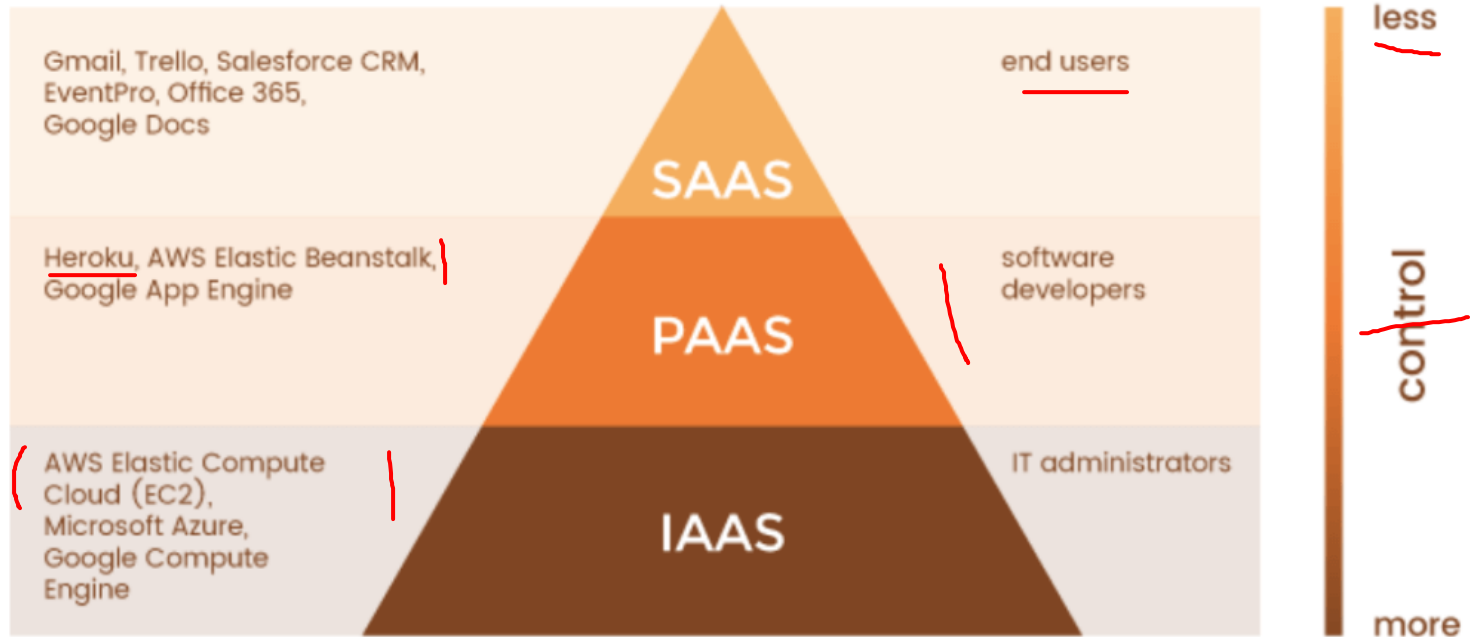 Gmail, Trello, Salesforce CRM,
EventPro, Office 365,
Google Docs
SAAS
end users
Heroku, AWS Elastic Beanstalk,
Google App Engine
PAAS
software
developers
AWS Elastic Compute
Cloud (EC2),
Microsoft Azure,
Google Compute
Engine
IAAS
IT administrators
less
control
more